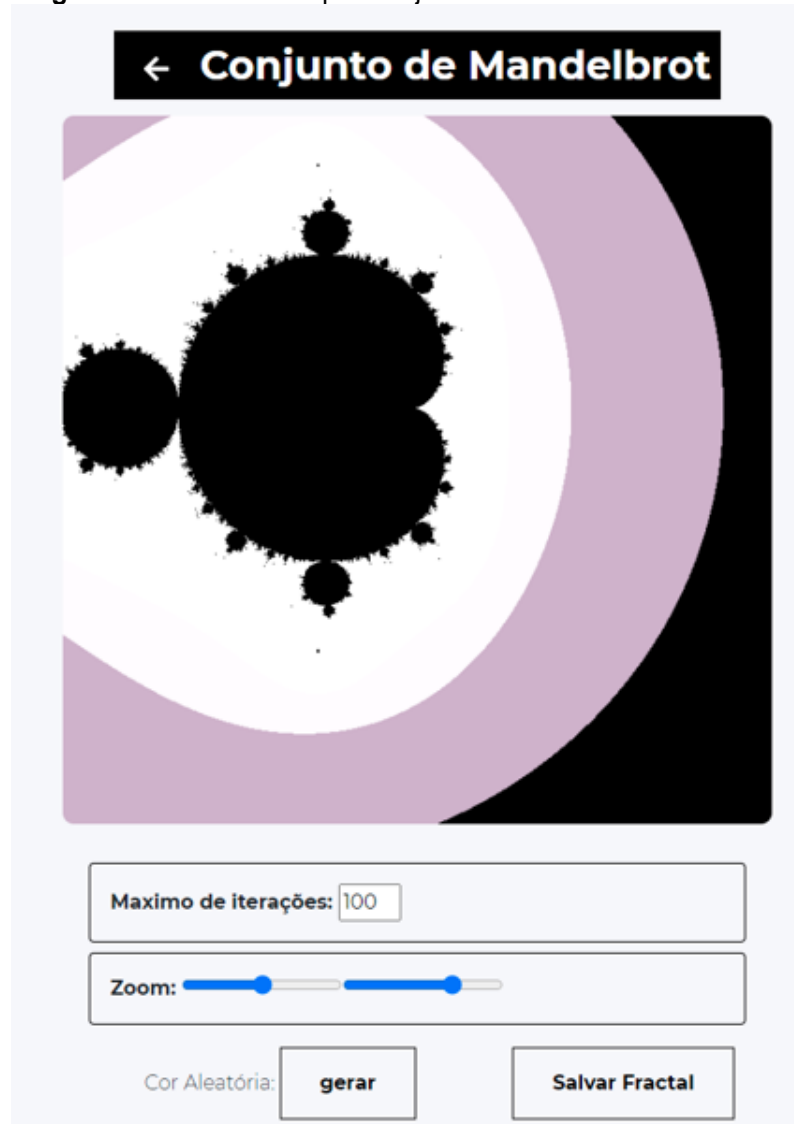 ← Conjunto de Mandelbrot
Maximo de iterações: 100
Zoom:
Cor Aleatória: gerar Salvar Fractal